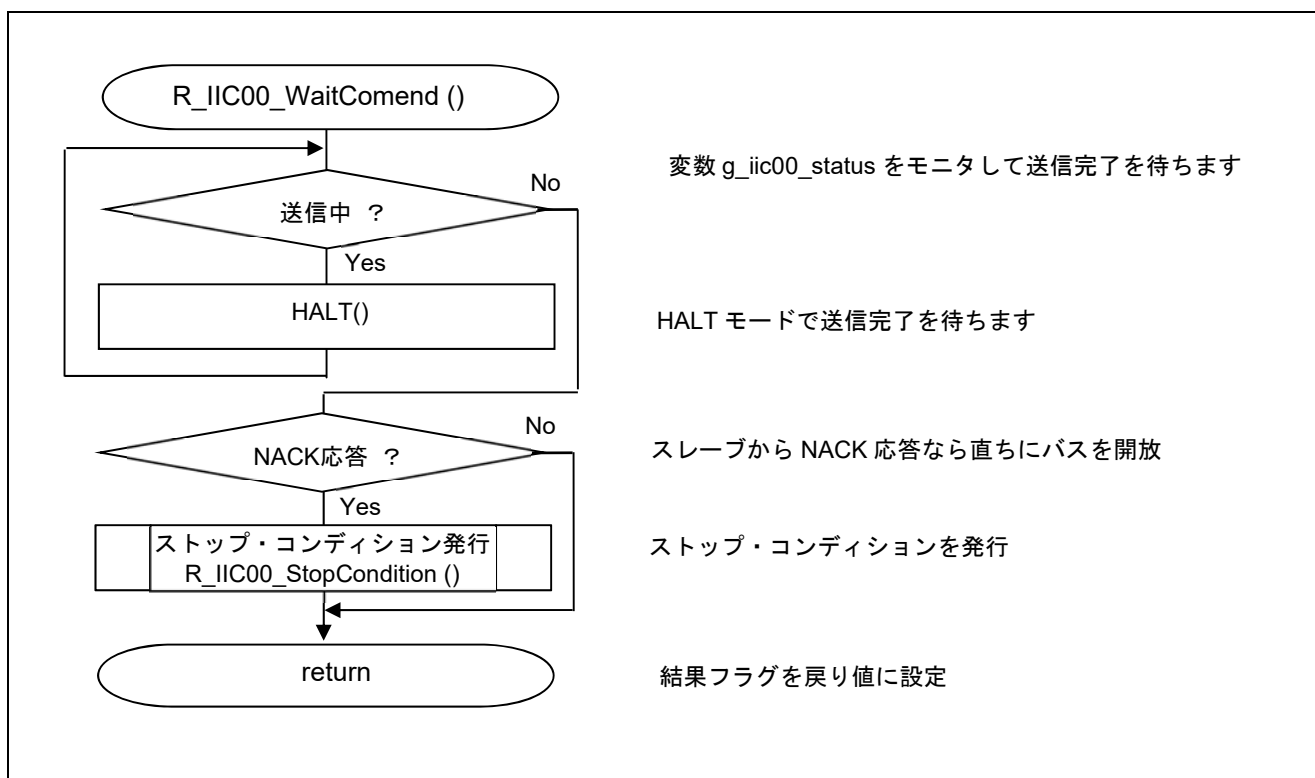 R_IIC00_WaitComend ()
変数 g_iic00_status をモニタして送信完了を待ちます
No
送信中 ？
Yes
HALT()
HALT モードで送信完了を待ちます
No
NACK応答 ？
スレーブから NACK 応答なら直ちにバスを開放
Yes
ストップ・コンディション発行
R_IIC00_StopCondition ()
ストップ・コンディションを発行
return
結果フラグを戻り値に設定